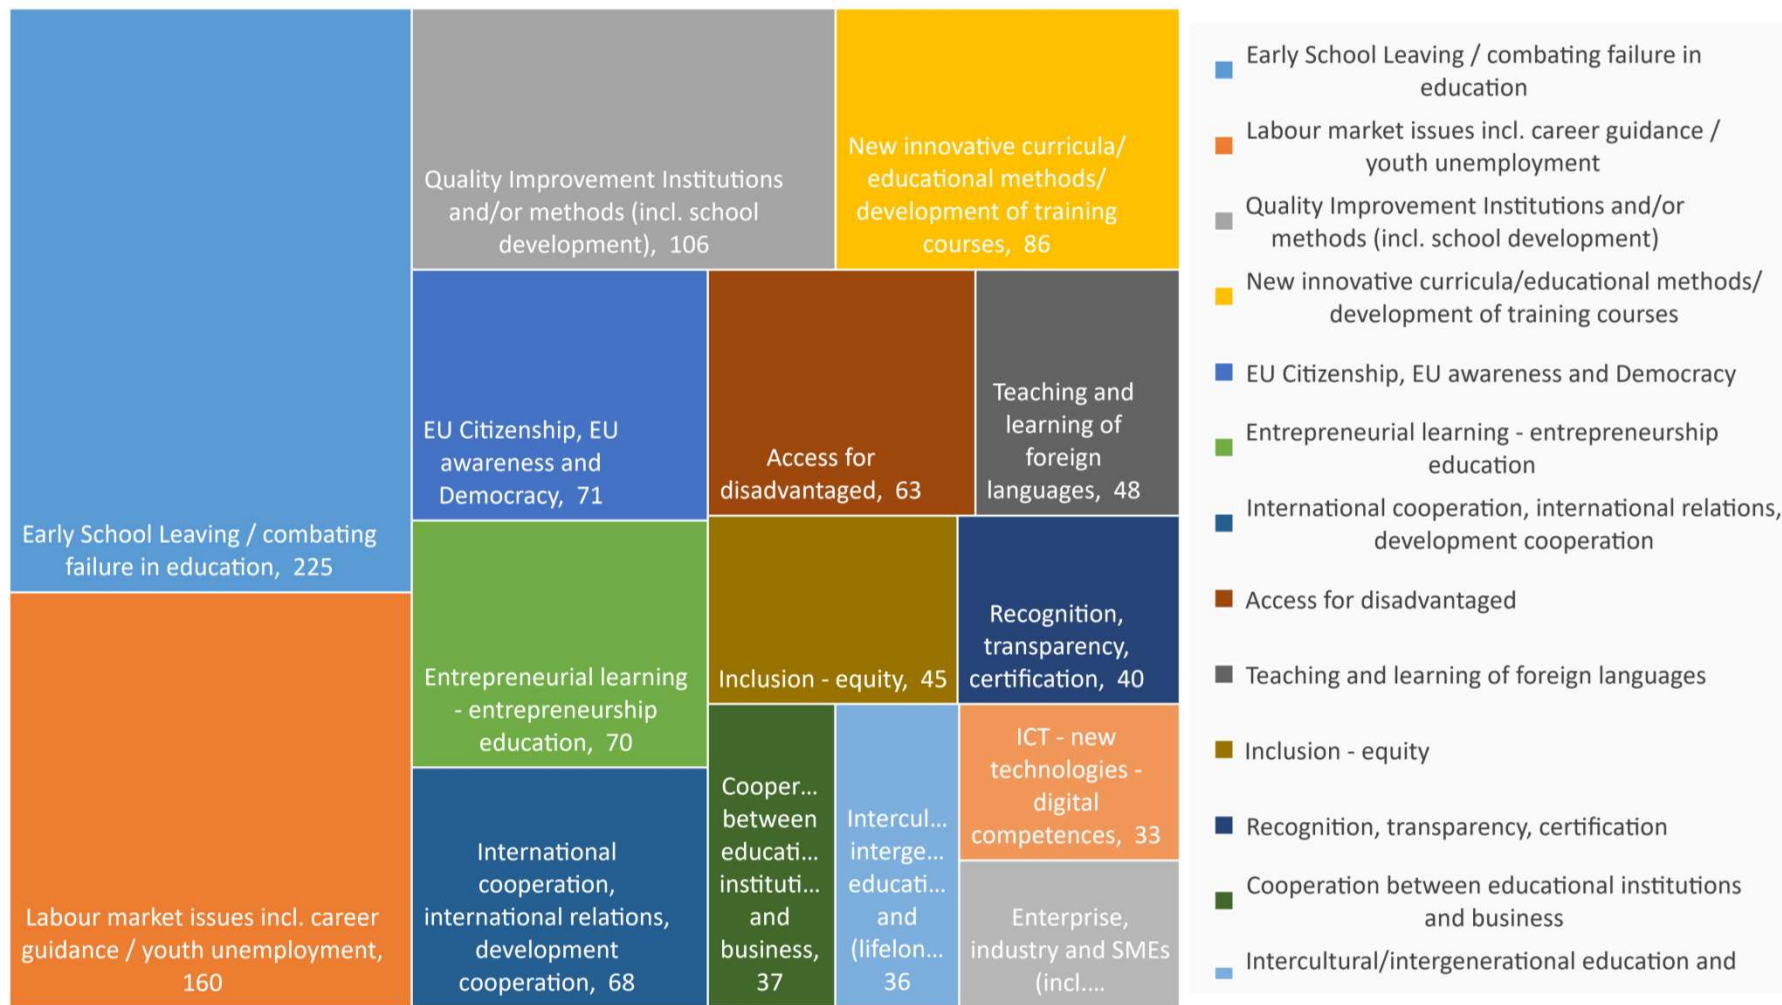 Early School Leaving / combating
failure in education,  225
Labour market issues incl. career
guidance / youth unemployment,
160
Quality Improvement Institutions
and/or methods (incl. school
development),  106
New innovative curricula/
educational methods/
development of training
courses,  86
EU Citizenship, EU
awareness and
Democracy,  71
Access for
disadvantaged,  63
Teaching and
learning of
foreign
languages,  48
Entrepreneurial learning
- entrepreneurship
education,  70
Inclusion - equity,  45
Recognition,
transparency,
certification,  40
International
cooperation,
international relations,
development
cooperation,  68
Cooper...
between
educati...
instituti...
and
business,
37
Intercul...
interge...
educati...
and
(lifelon...
36
ICT - new
technologies -
digital
competences,  33
Enterprise,
industry and SMEs
(incl....
Early School Leaving / combating failure in
education
Labour market issues incl. career guidance /
youth unemployment
Quality Improvement Institutions and/or
methods (incl. school development)
New innovative curricula/educational methods/
development of training courses
EU Citizenship, EU awareness and Democracy
Entrepreneurial learning - entrepreneurship
education
International cooperation, international relations,
development cooperation
Access for disadvantaged
Teaching and learning of foreign languages
Inclusion - equity
Recognition, transparency, certification
Cooperation between educational institutions
and business
Intercultural/intergenerational education and